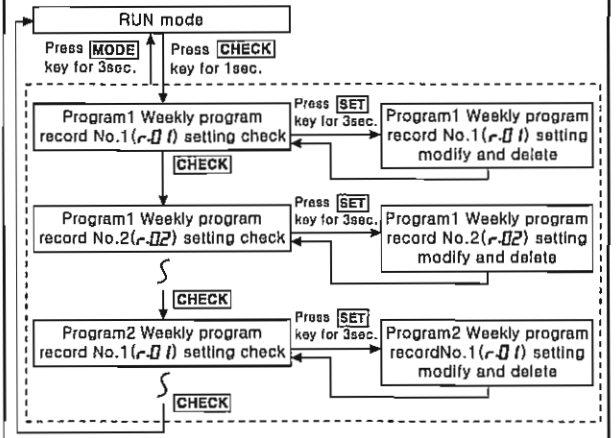 RUN mode
Press MODE
key for 3sec.
Press CHECK
key for 1sec.
Program1 Weekly program
record No.1(r.01) setting check
Press SET
key for 3sec.
Program1 Weekly program
record No.1(r.01) setting
modify and delete
CHECK
Program1 Weekly program
record No.2(r.02) setting check
Press SET
key for 3sec.
Program1 Weekly program
record No.2(r.02) setting
modify and delete
CHECK
Program2 Weekly program
record No.1(r.01) setting check
Press SET
key for 3sec.
Program2 Weekly program
recordNo.1(r.01) setting
modify and delete
CHECK